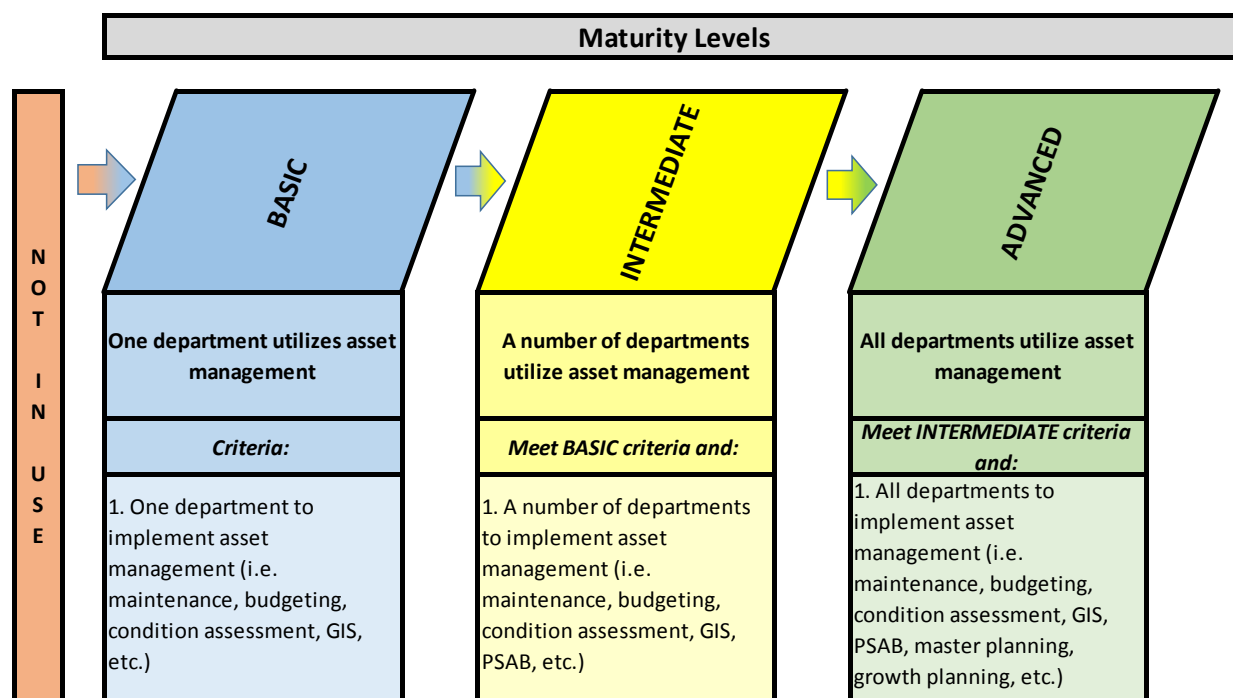 Maturity Levels
NOT IN USE
BASIC
INTERMEDIATE
ADVANCED
One department utilizes asset
management
A number of departments
utilize asset management
All departments utilize asset
management
Criteria:
Meet BASIC criteria and:
Meet INTERMEDIATE criteria
and:
1. One department to
implement asset
management (i.e.
maintenance, budgeting,
condition assessment, GIS,
etc.)
1. A number of departments
to implement asset
management (i.e.
maintenance, budgeting,
condition assessment, GIS,
PSAB, etc.)
1. All departments to
implement asset
management (i.e.
maintenance, budgeting,
condition assessment, GIS,
PSAB, master planning,
growth planning, etc.)